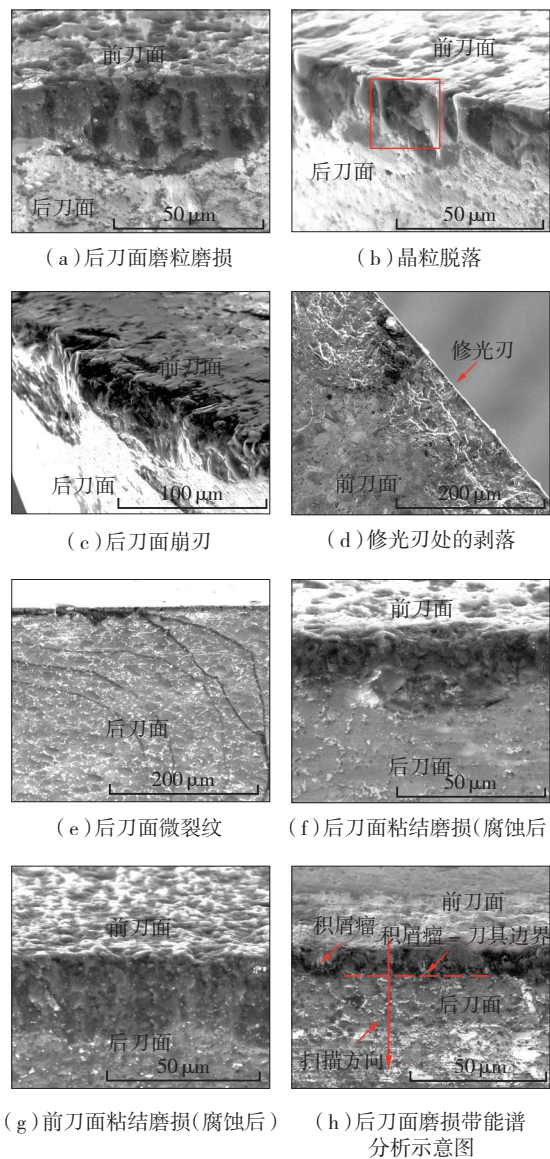 前刀面
后刀面
50 μm
(a)后刀面磨粒磨损
前刀面
后刀面
50 μm
(b)晶粒脱落
前刀面
后刀面
100 μm
(c)后刀面崩刃
修光刃
前刀面
200 μm
(d)修光刃处的剥落
后刀面
200 μm
(e)后刀面微裂纹
前刀面
后刀面
50 μm
(f)后刀面粘结磨损(腐蚀后
前刀面
后刀面
50 μm
(g)前刀面粘结磨损(腐蚀后)
前刀面
积屑瘤
积屑瘤–刀具边界
后刀面
扫描方向
50 μm
(h)后刀面磨损带能谱
分析示意图